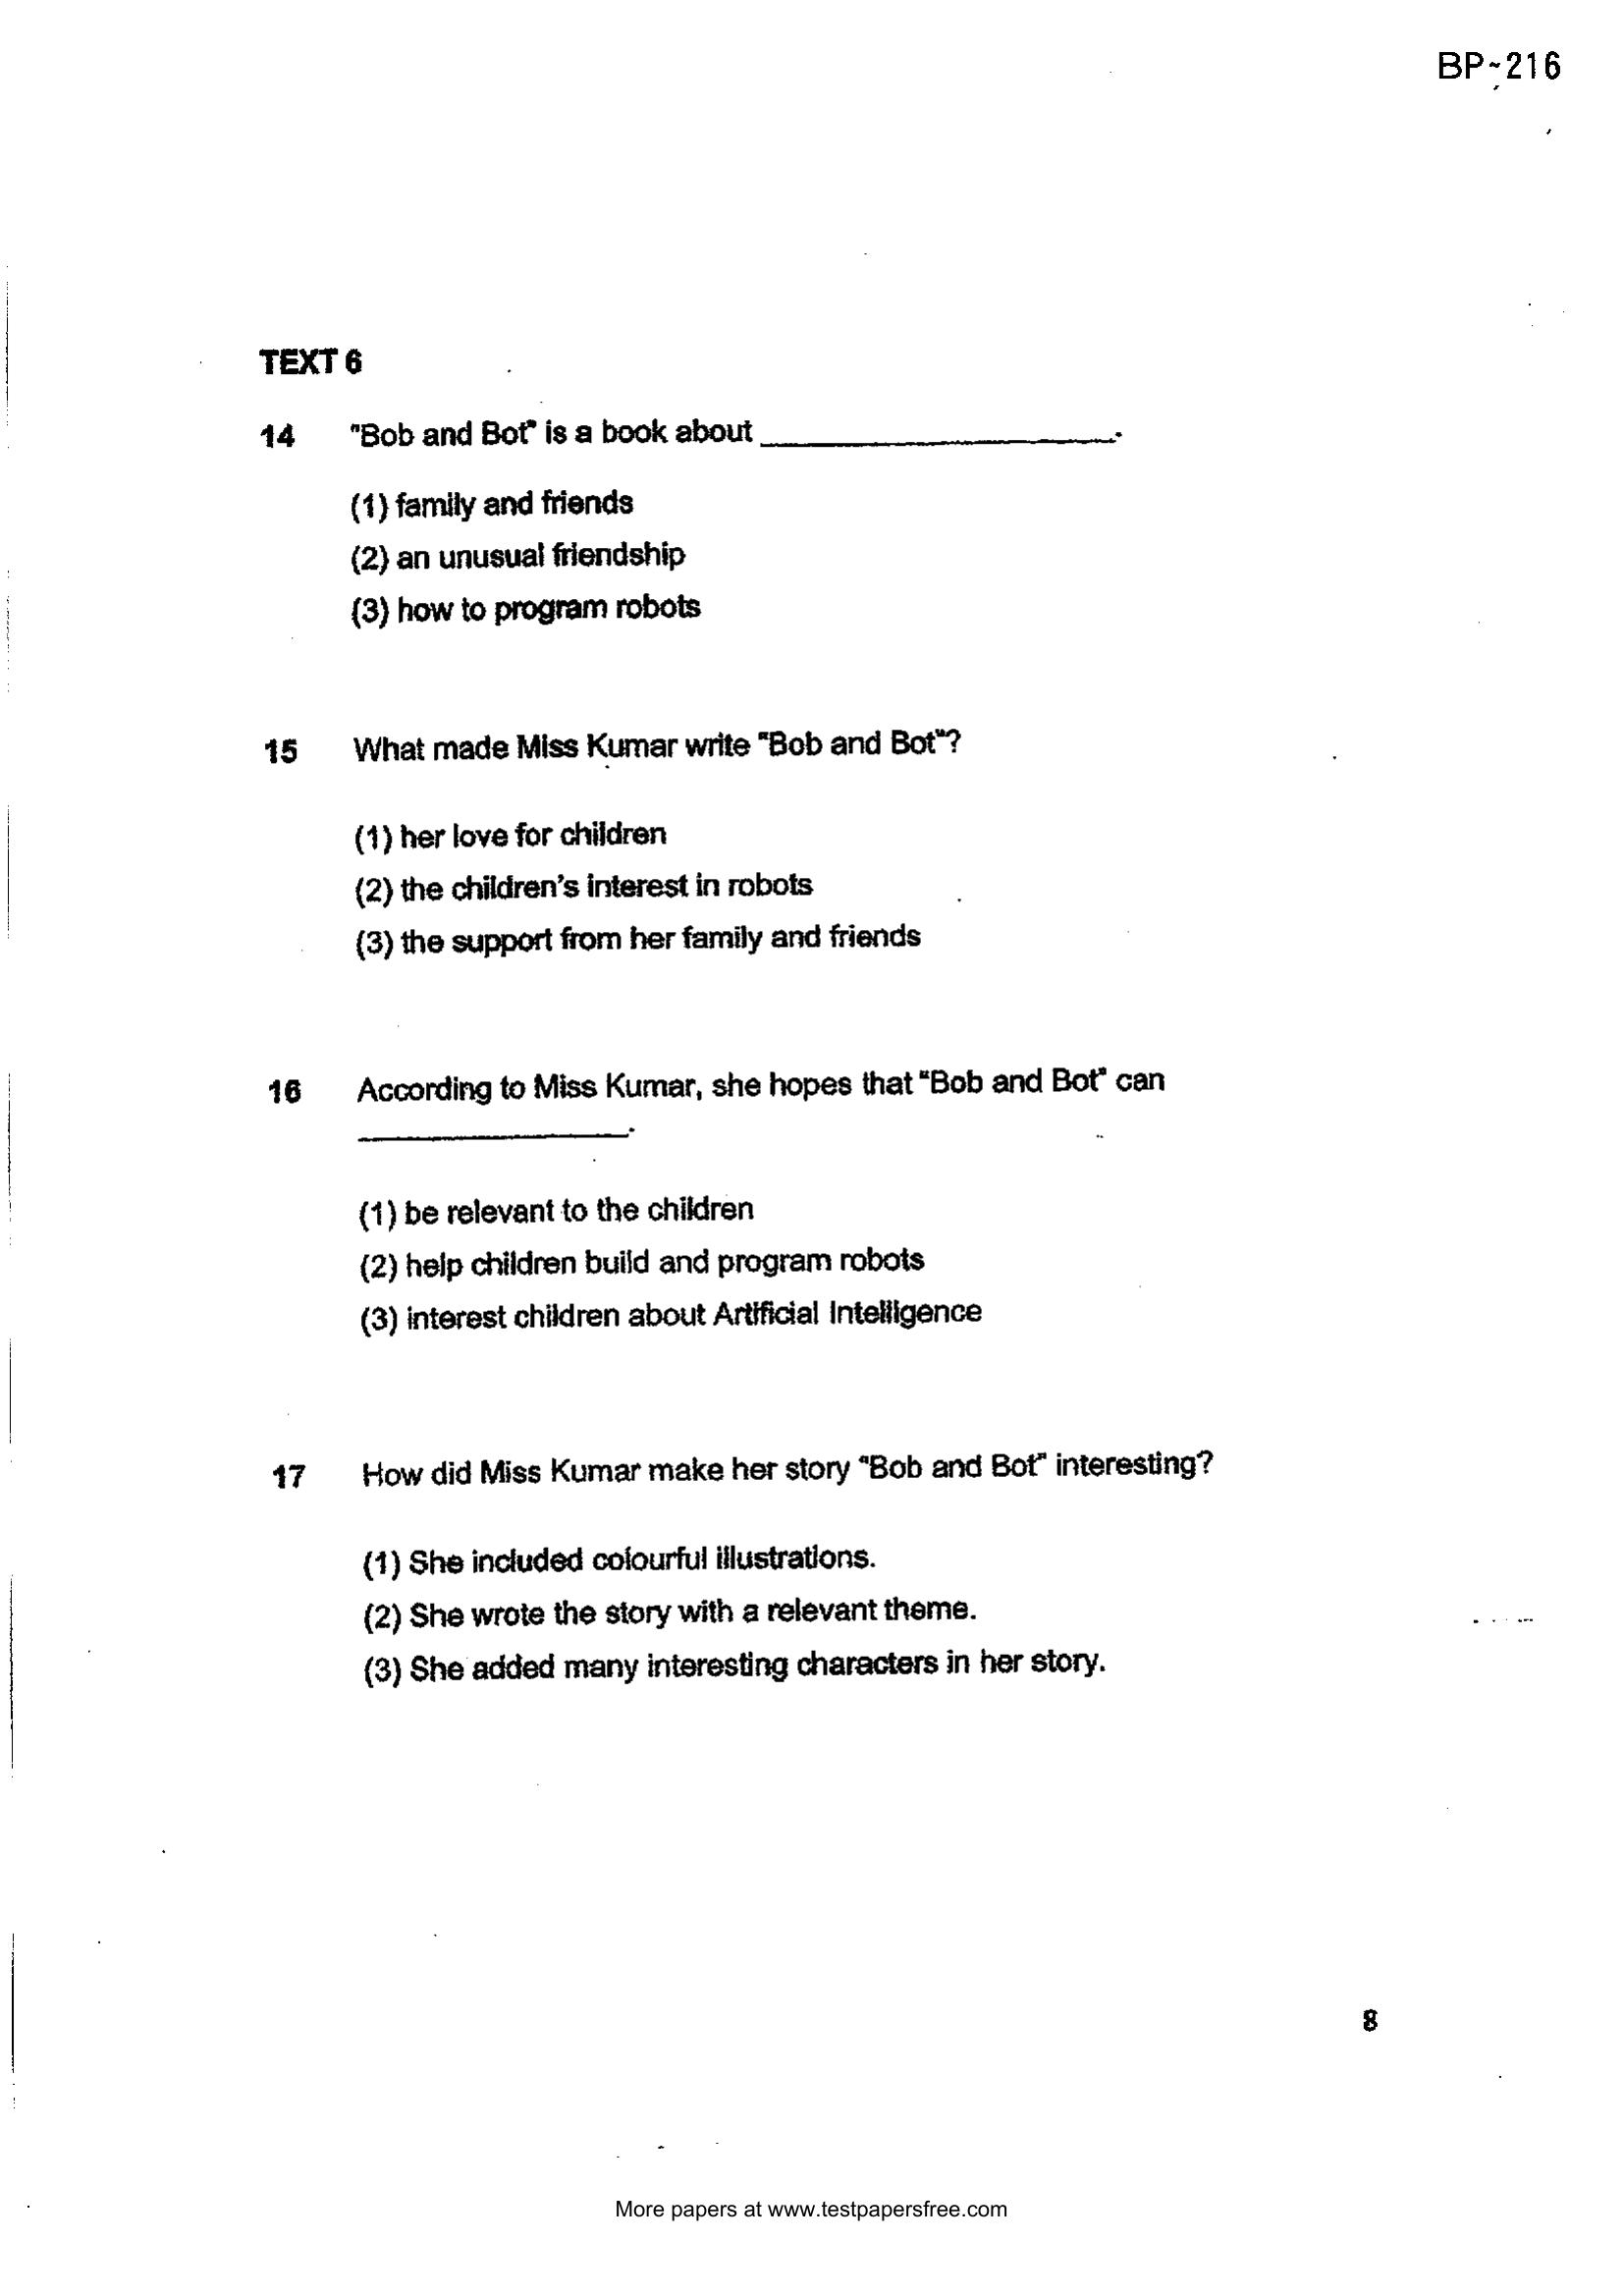 BP~216
TEXT 6
14 "Bob and Bot" is a book about ____________________.
(1) family and friends
(2) an unusual friendship
(3) how to program robots
15 What made Miss Kumar write "Bob and Bot"?
(1) her love for children
(2) the children's interest in robots
(3) the support from her family and friends
16 According to Miss Kumar, she hopes that "Bob and Bot" can
____________________.
(1) be relevant to the children
(2) help children build and program robots
(3) interest children about Artificial Intelligence
17 How did Miss Kumar make her story "Bob and Bot" interesting?
(1) She included colourful illustrations.
(2) She wrote the story with a relevant theme.
(3) She added many interesting characters in her story.
8
More papers at www.testpapersfree.com